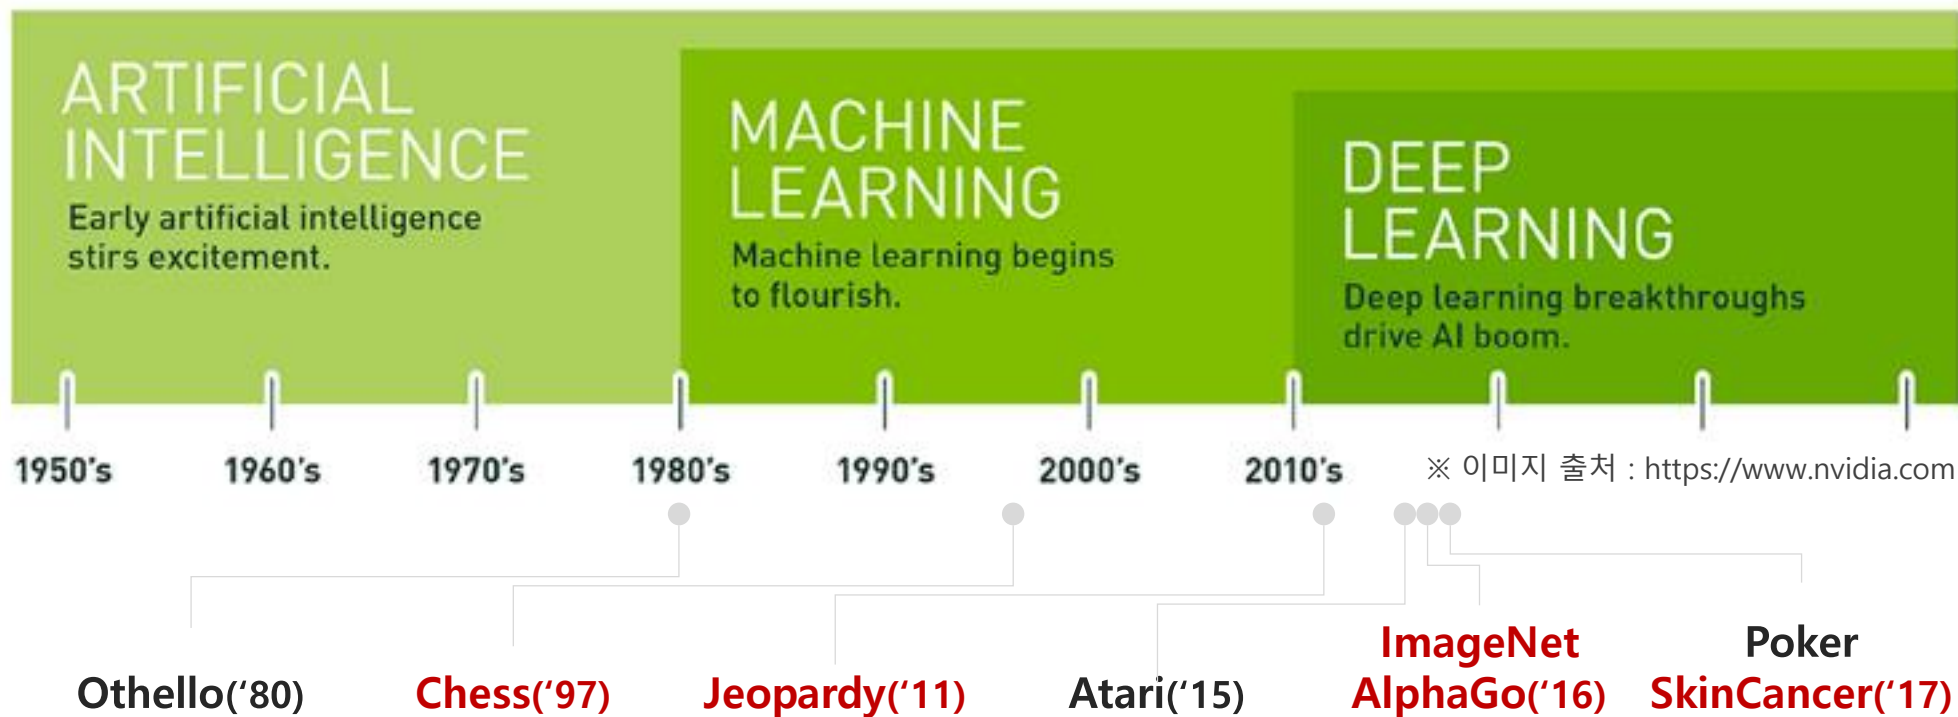 ARTIFICIAL
INTELLIGENCE
Early artificial intelligence
stirs excitement.
MACHINE
LEARNING
Machine learning begins
to flourish.
DEEP
LEARNING
Deep learning breakthroughs
drive AI boom.
1950's 1960's 1970's 1980's 1990's 2000's 2010's
※ 이미지 출처 : https://www.nvidia.com
Othello(‘80)
Chess(‘97)
Jeopardy(‘11)
Atari(‘15)
ImageNet
AlphaGo(‘16)
Poker
SkinCancer(‘17)